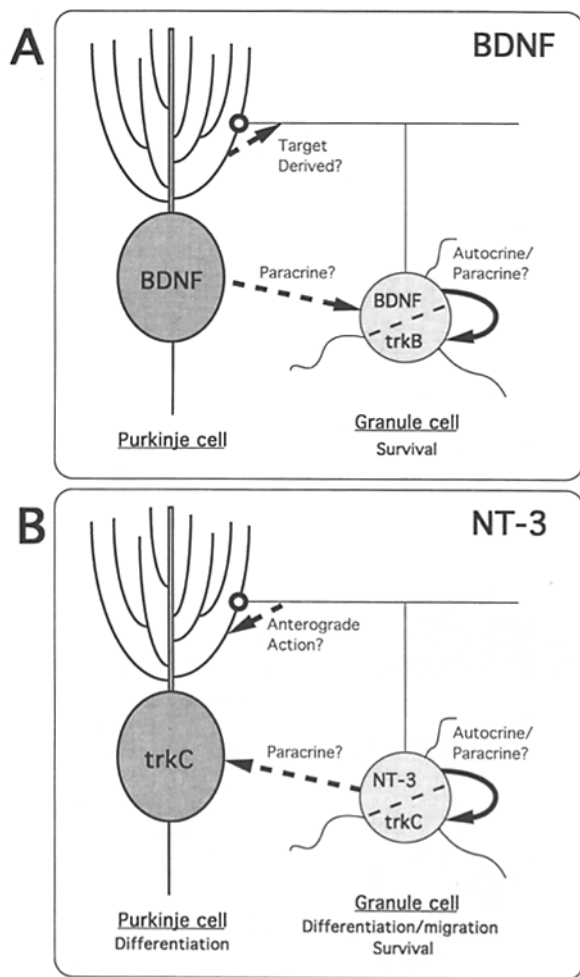 A
BDNF
Target
Derived?
BDNF
Paracrine?
Autocrine/
Paracrine?
BDNF
trkB
Purkinje cell
Granule cell
Survival
B
NT-3
Anterograde
Action?
trkC
Paracrine?
Autocrine/
Paracrine?
NT-3
trkC
Purkinje cell
Differentiation
Granule cell
Differentiation/migration
Survival